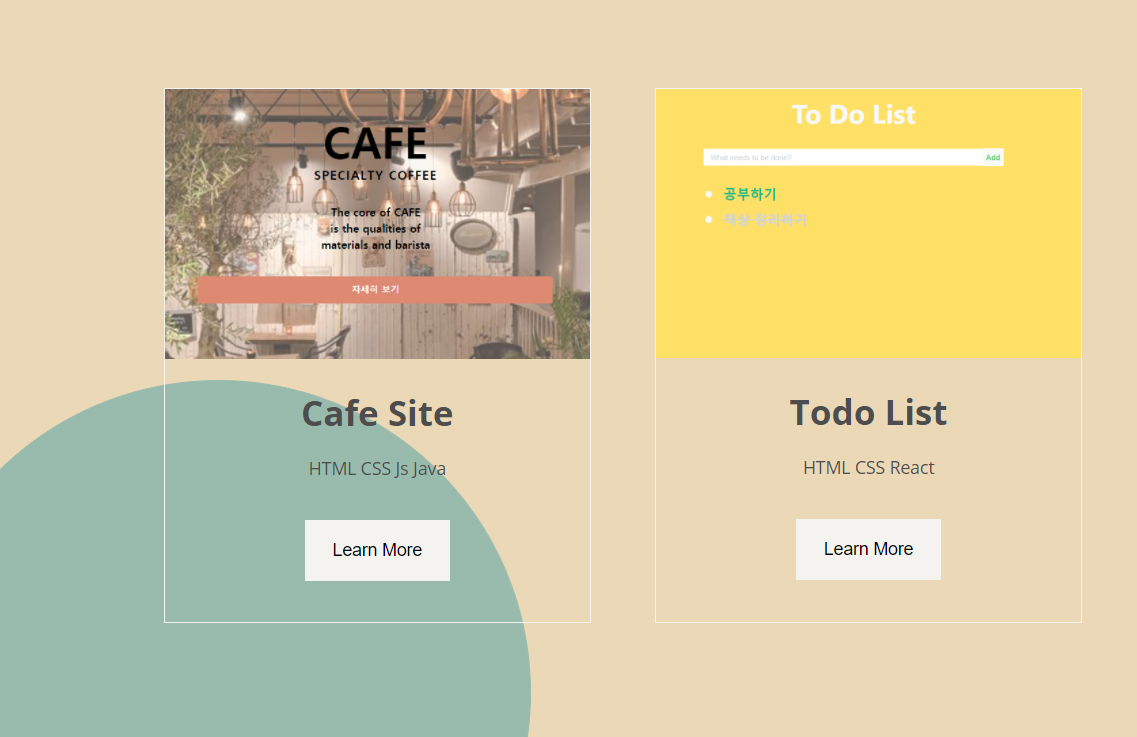 CAFE
SPECIALTY COFFEE
The core of CAFE
is the qualities of
materials and barista
자세히 보기
Cafe Site
HTML CSS Js Java
Learn More
To Do List
What needs to be done?
Add
공부하기
책상 정리하기
Todo List
HTML CSS React
Learn More